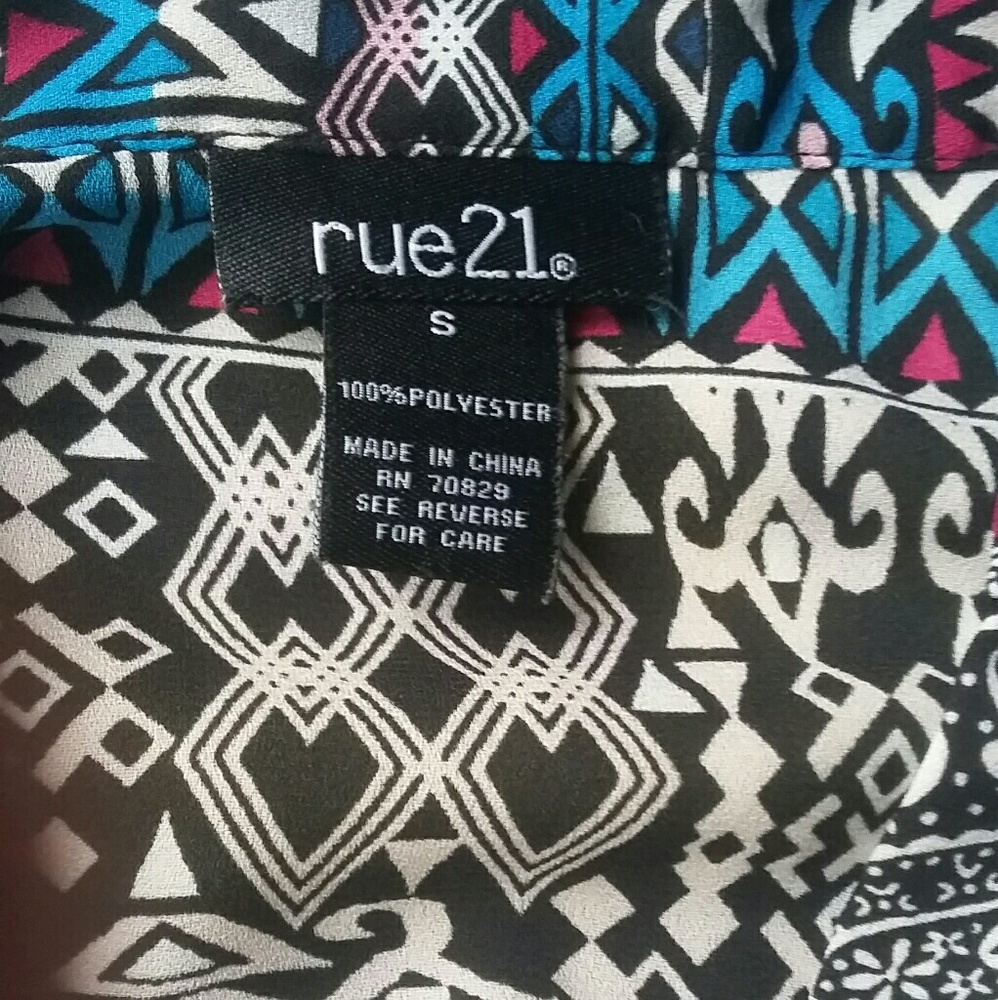 rue21®
S
100%POLYESTER
MADE IN CHINA
RN 70829
SEE REVERSE
FOR CARE